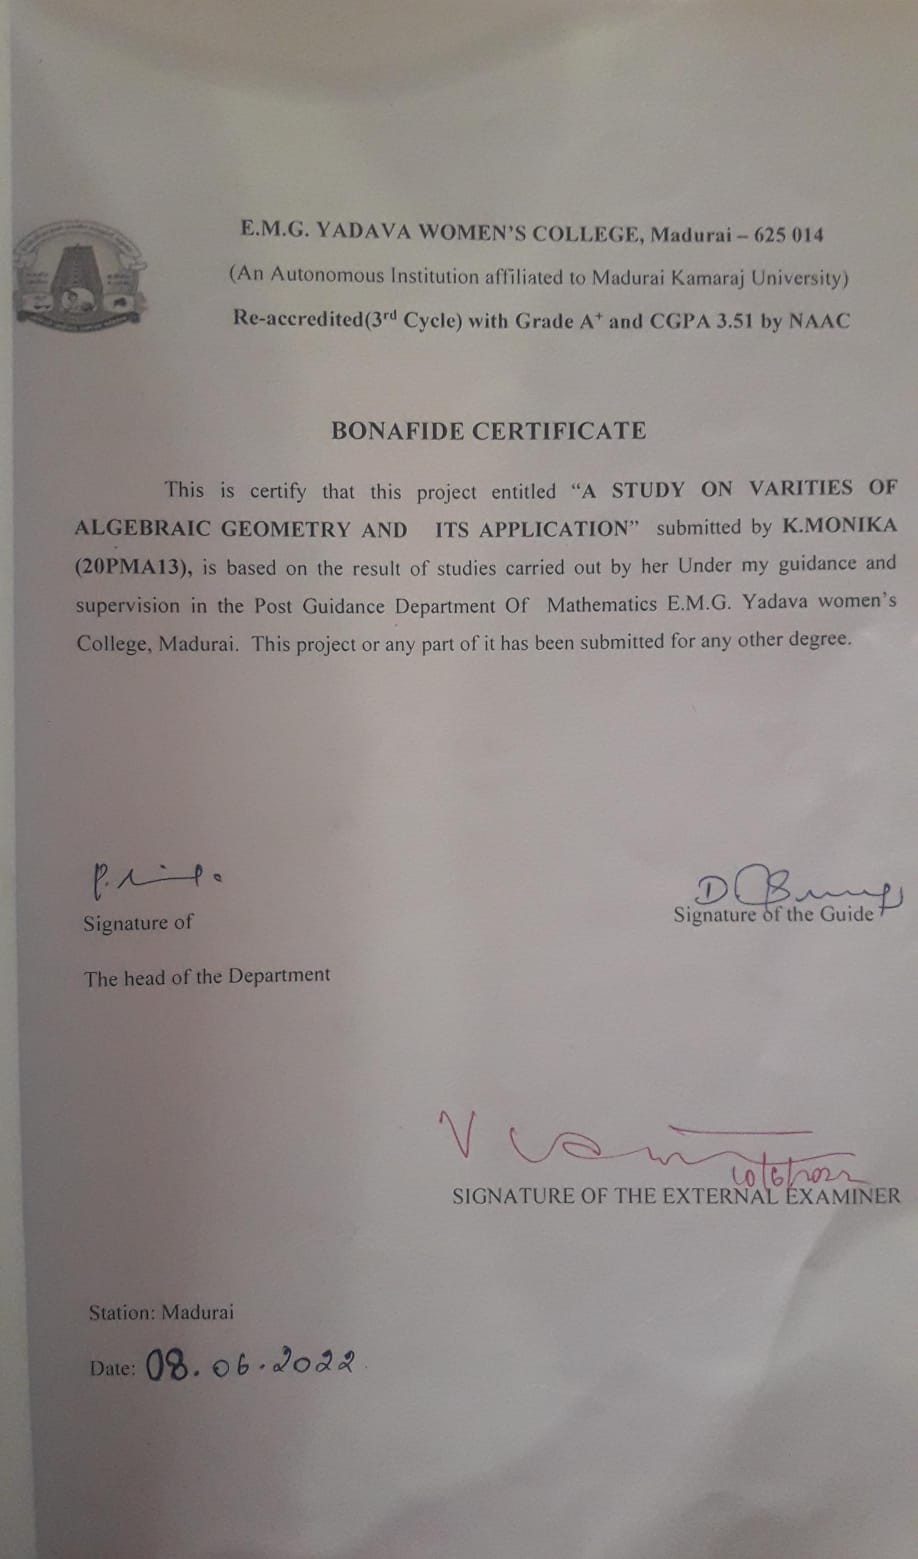 E.M.G. YADAVA WOMEN'S COLLEGE, Madurai – 625 014
(An Autonomous Institution affiliated to Madurai Kamaraj University)
Re-accredited(3rd Cycle) with Grade A+ and CGPA 3.51 by NAAC
BONAFIDE CERTIFICATE
This is certify that this project entitled “A STUDY ON VARITIES OF
ALGEBRAIC GEOMETRY AND ITS APPLICATION” submitted by K.MONIKA
(20PMA13), is based on the result of studies carried out by her Under my guidance and
supervision in the Post Guidance Department Of Mathematics E.M.G. Yadava women's
College, Madurai. This project or any part of it has been submitted for any other degree.
Signature of
Signature of the Guide
The head of the Department
SIGNATURE OF THE EXTERNAL EXAMINER
Station: Madurai
Date: 08.06.2022